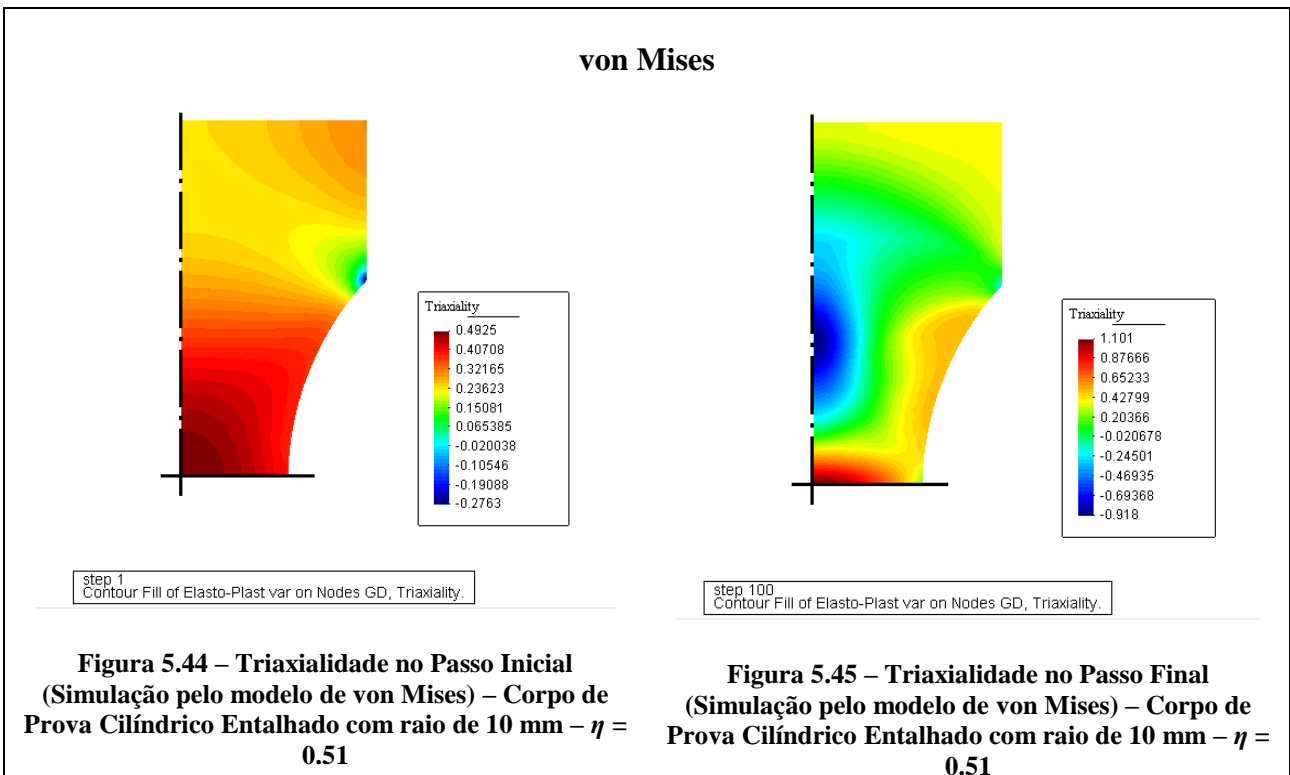 von Mises
Triaxiality
0.4925
0.40708
0.32165
0.23623
0.15081
0.065385
-0.020038
-0.10546
-0.19088
-0.2763
step 1
Contour Fill of Elasto-Plast var on Nodes GD, Triaxiality.
Figura 5.44 – Triaxialidade no Passo Inicial
(Simulação pelo modelo de von Mises) – Corpo de
Prova Cilíndrico Entalhado com raio de 10 mm – η =
0.51
Triaxiality
1.101
0.87666
0.65233
0.42799
0.20366
-0.020678
-0.24501
-0.46935
-0.69368
-0.918
step 100
Contour Fill of Elasto-Plast var on Nodes GD, Triaxiality.
Figura 5.45 – Triaxialidade no Passo Final
(Simulação pelo modelo de von Mises) – Corpo de
Prova Cilíndrico Entalhado com raio de 10 mm – η =
0.51